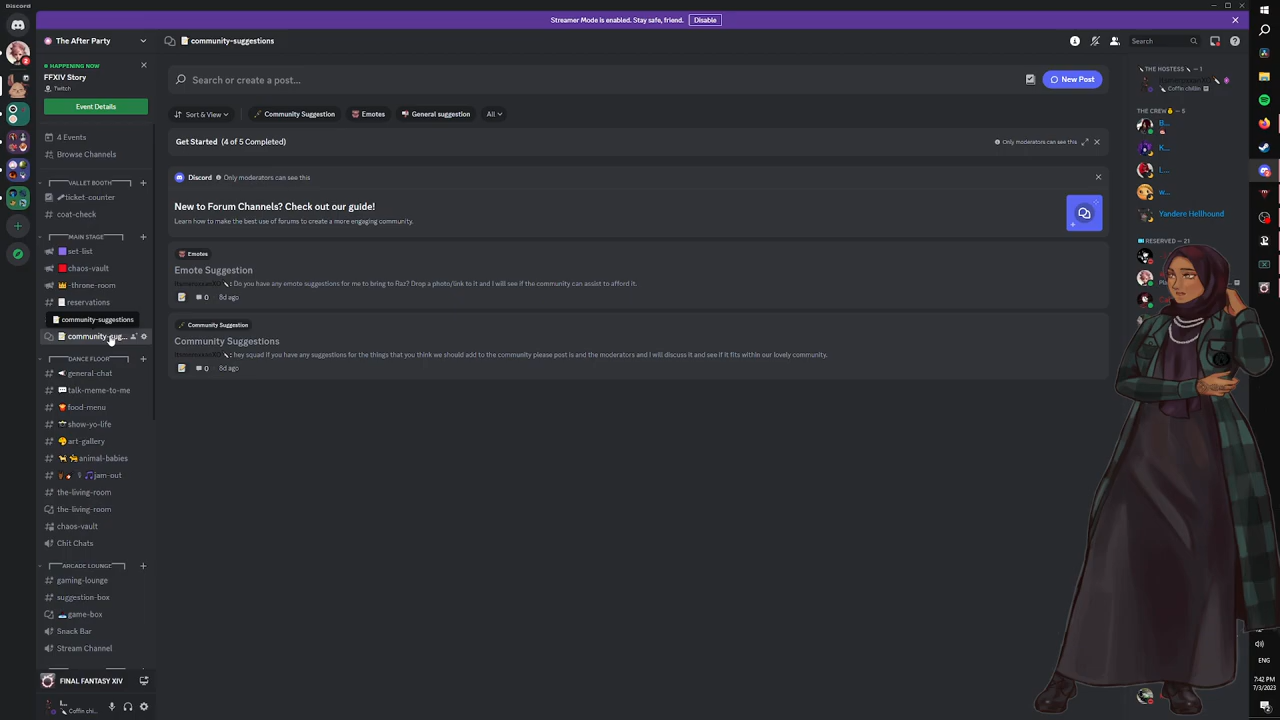 Discord
Streamer Mode is enabled. Stay safe, friend. Disable
The After Party
community-suggestions
Search
HAPPENING NOW
FFXIV Story
Twitch
Event Details
4 Events
Browse Channels
VALLET BOOTH
ticket-counter
coat-check
MAIN STAGE
set-list
chaos-vault
-throne-room
reservations
community-suggestions
community-sug...
DANCE FLOOR
general-chat
talk-meme-to-me
food-menu
show-yo-life
art-gallery
animal-babies
jam-out
the-living-room
the-living-room
chaos-vault
Chit Chats
ARCADE LOUNGE
gaming-lounge
suggestion-box
game-box
Snack Bar
Stream Channel
FINAL FANTASY XIV
I...
Coffin chi...
Search or create a post...
New Post
Sort & View
Community Suggestion
Emotes
General suggestion
All
Get Started (4 of 5 Completed)
Only moderators can see this
Discord
Only moderators can see this
New to Forum Channels? Check out our guide!
Learn how to make the best use of forums to create a more engaging community.
Emotes
Emote Suggestion
: Do you have any emote suggestions for me to bring to Raz? Drop a photo/link to it and I will see if the community can assist to afford it.
0
8d ago
Community Suggestion
Community Suggestions
: hey squad if you have any suggestions for the things that you think we should add to the community please post is and the moderators and I will discuss it and see if it fits within our lovely community.
0
8d ago
THE HOSTESS — 1
Coffin chillin
THE CREW — 5
B...
K...
L...
w...
Yandere Hellhound
RESERVED — 21
ENG
7:42 PM
7/3/2023